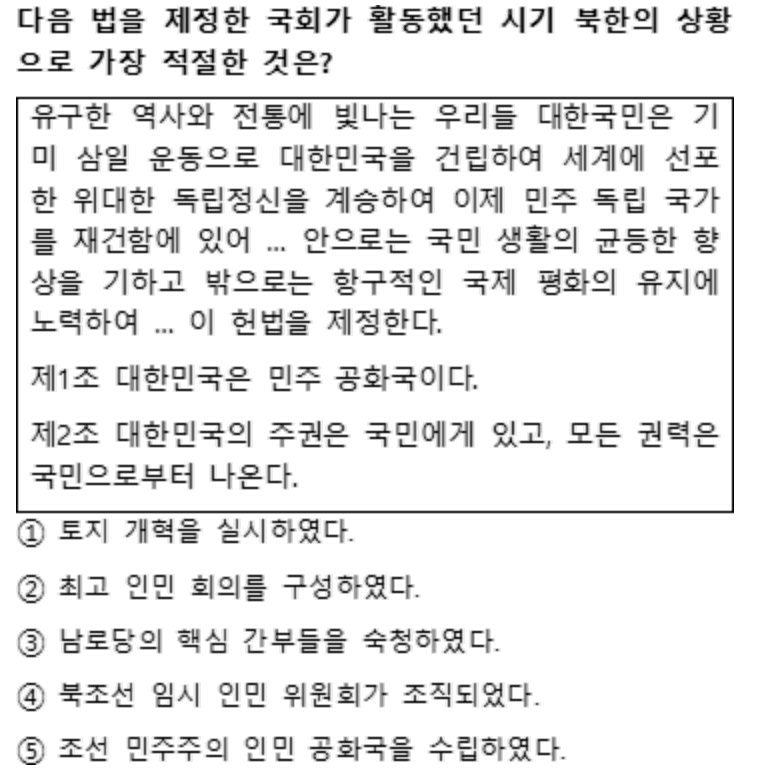 다음 법을 제정한 국회가 활동했던 시기 북한의 상황
으로 가장 적절한 것은?
유구한 역사와 전통에 빛나는 우리들 대한국민은 기
미 삼일 운동으로 대한민국을 건립하여 세계에 선포
한 위대한 독립정신을 계승하여 이제 민주 독립 국가
를 재건함에 있어 ... 안으로는 국민 생활의 균등한 향
상을 기하고 밖으로는 항구적인 국제 평화의 유지에
노력하여 ... 이 헌법을 제정한다.
제1조 대한민국은 민주 공화국이다.
제2조 대한민국의 주권은 국민에게 있고, 모든 권력은
국민으로부터 나온다.
① 토지 개혁을 실시하였다.
② 최고 인민 회의를 구성하였다.
③ 남로당의 핵심 간부들을 숙청하였다.
④ 북조선 임시 인민 위원회가 조직되었다.
⑤ 조선 민주주의 인민 공화국을 수립하였다.